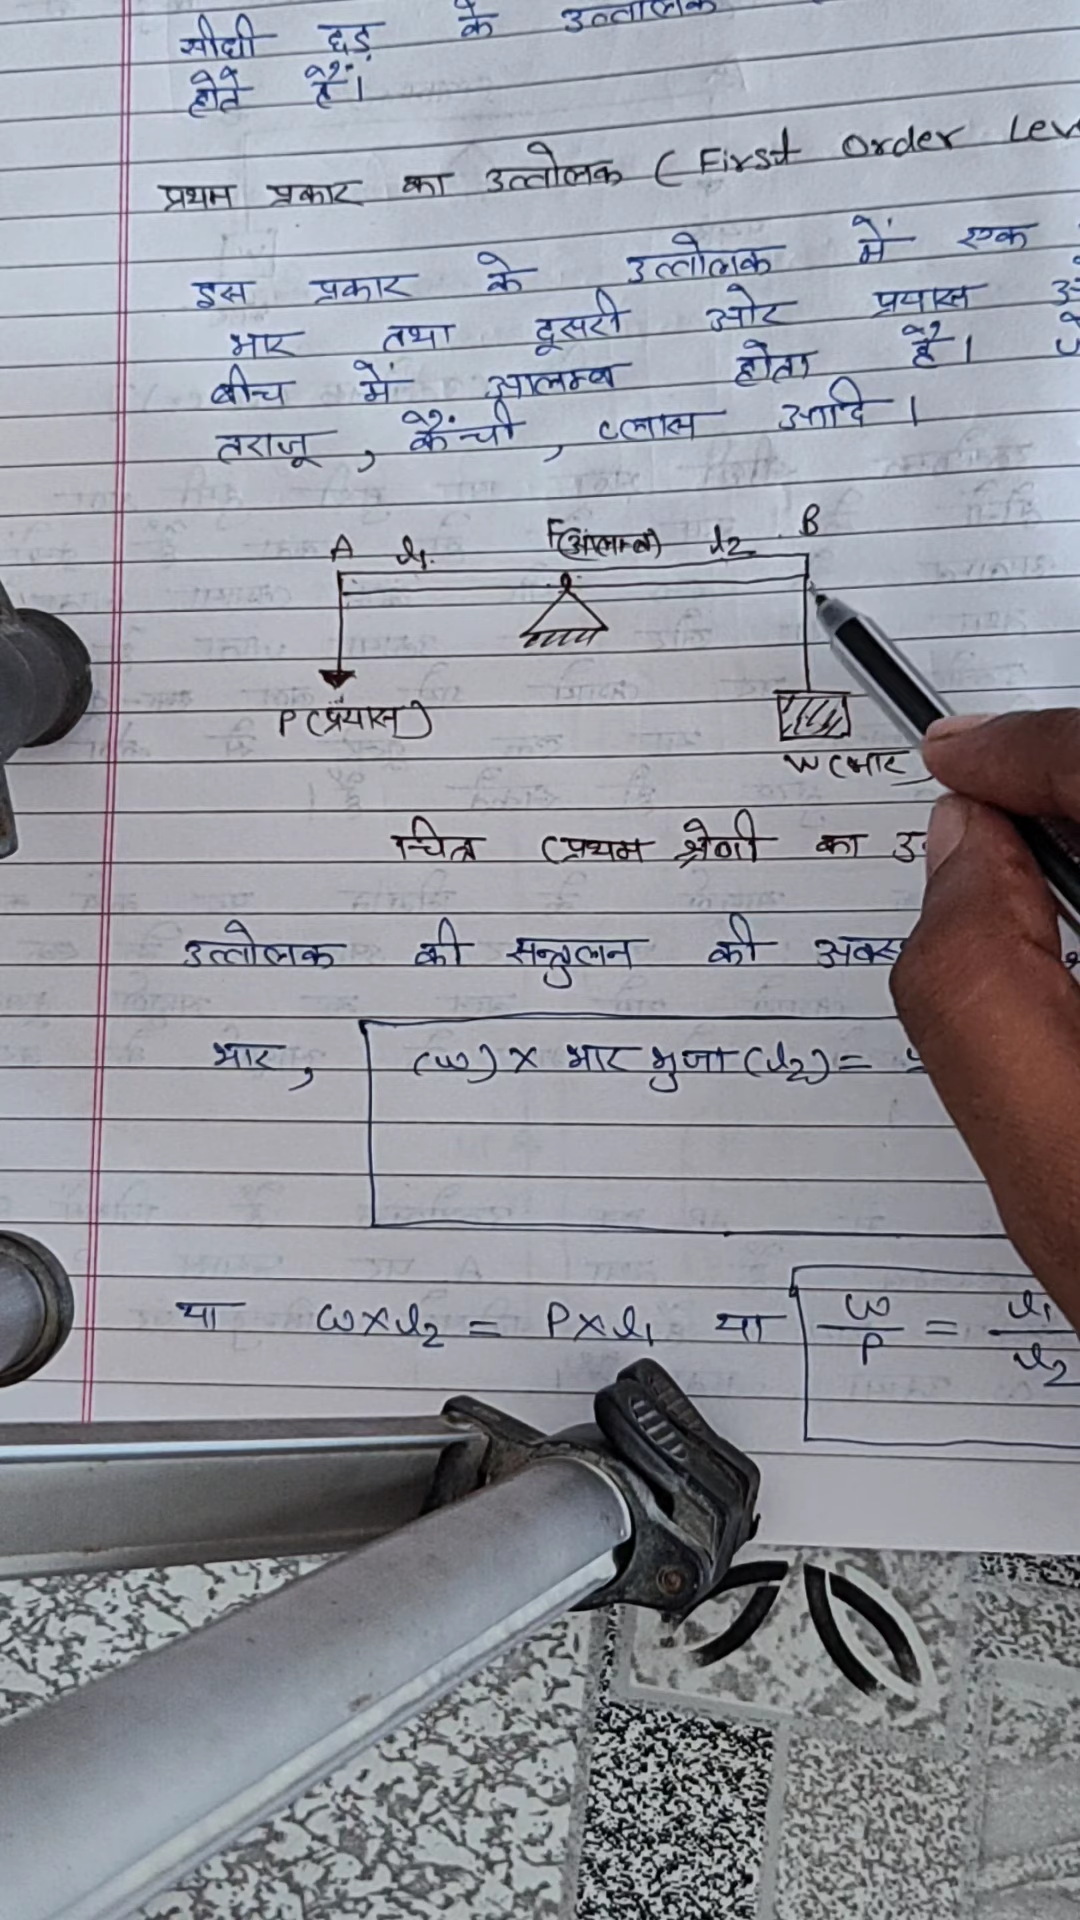 सीधी छड़ के उत्तोलक
होते हैं।
प्रथम प्रकार का उत्तोलक ( First Order
इस प्रकार के उत्तोलक में एक
भार तथा दूसरी ओर प्रयास
बीच में आलम्ब होता है।
तराजू, कैंची, प्लास आदि।
A l1 F(आलम्ब) l2 B
P (प्रयास)
W (भार
चित्र (प्रथम श्रेणी का
उत्तोलक की सन्तुलन की
भार, (w) × भार भुजा (l2) =
या w×l2 = P×l1 या w/P = l1/l2